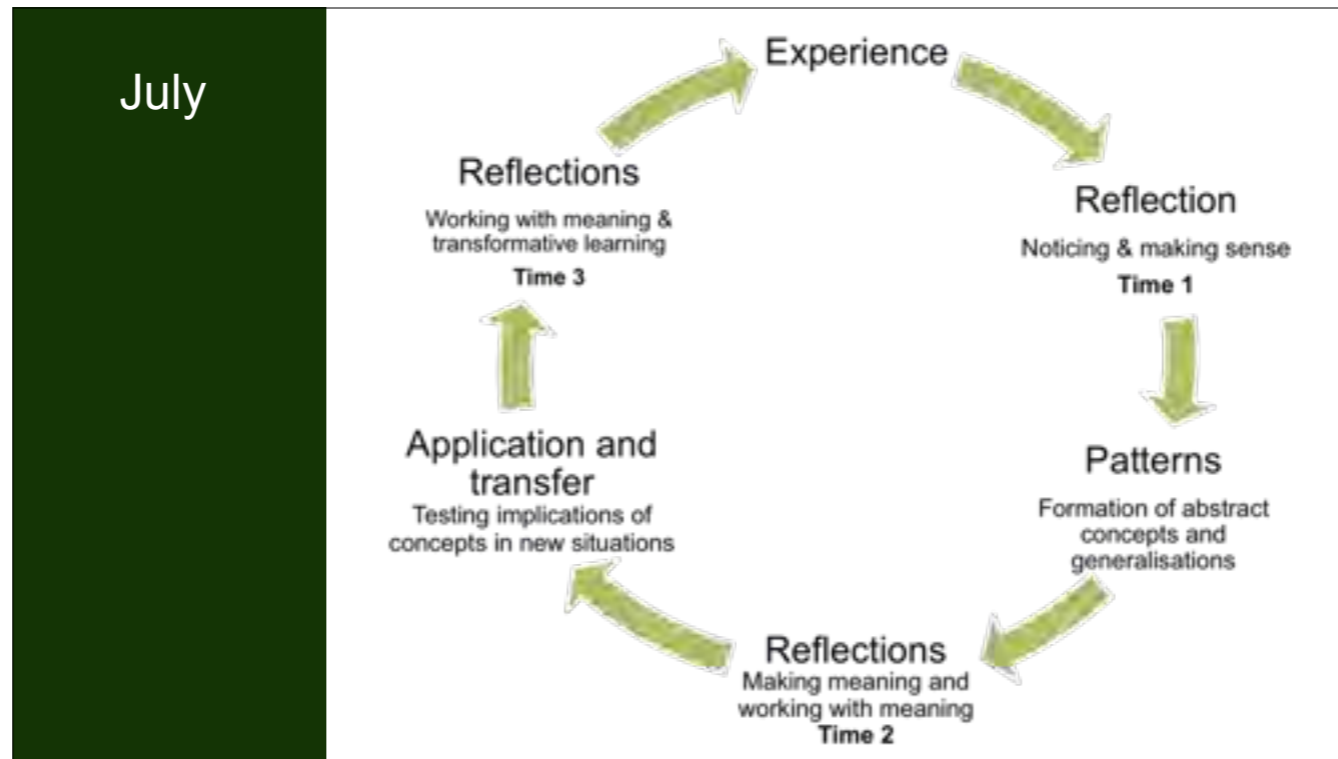 July
Experience
Reflection
Noticing & making sense
Time 1
Patterns
Formation of abstract
concepts and
generalisations
Reflections
Making meaning and
working with meaning
Time 2
Application and
transfer
Testing implications of
concepts in new situations
Reflections
Working with meaning &
transformative learning
Time 3